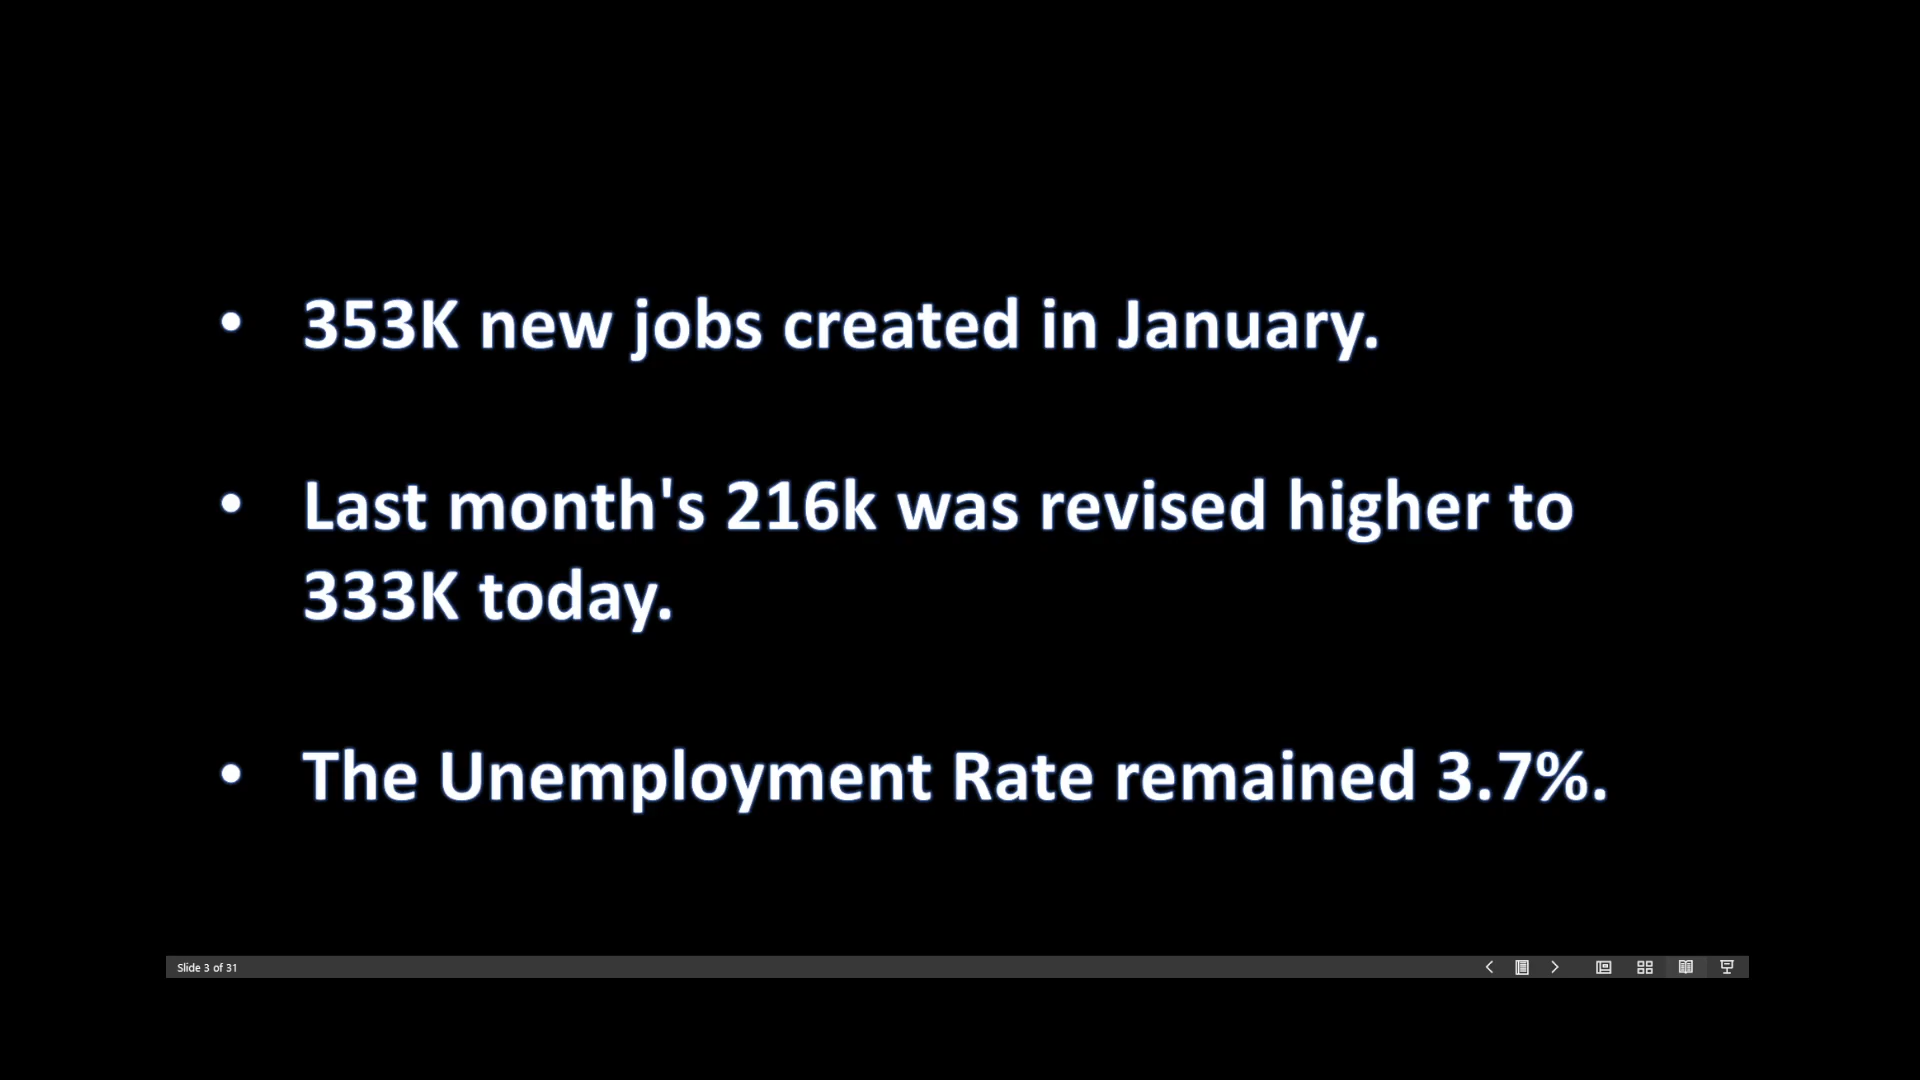 • 353K new jobs created in January.
• Last month's 216k was revised higher to
333K today.
• The Unemployment Rate remained 3.7%.
Slide 3 of 31